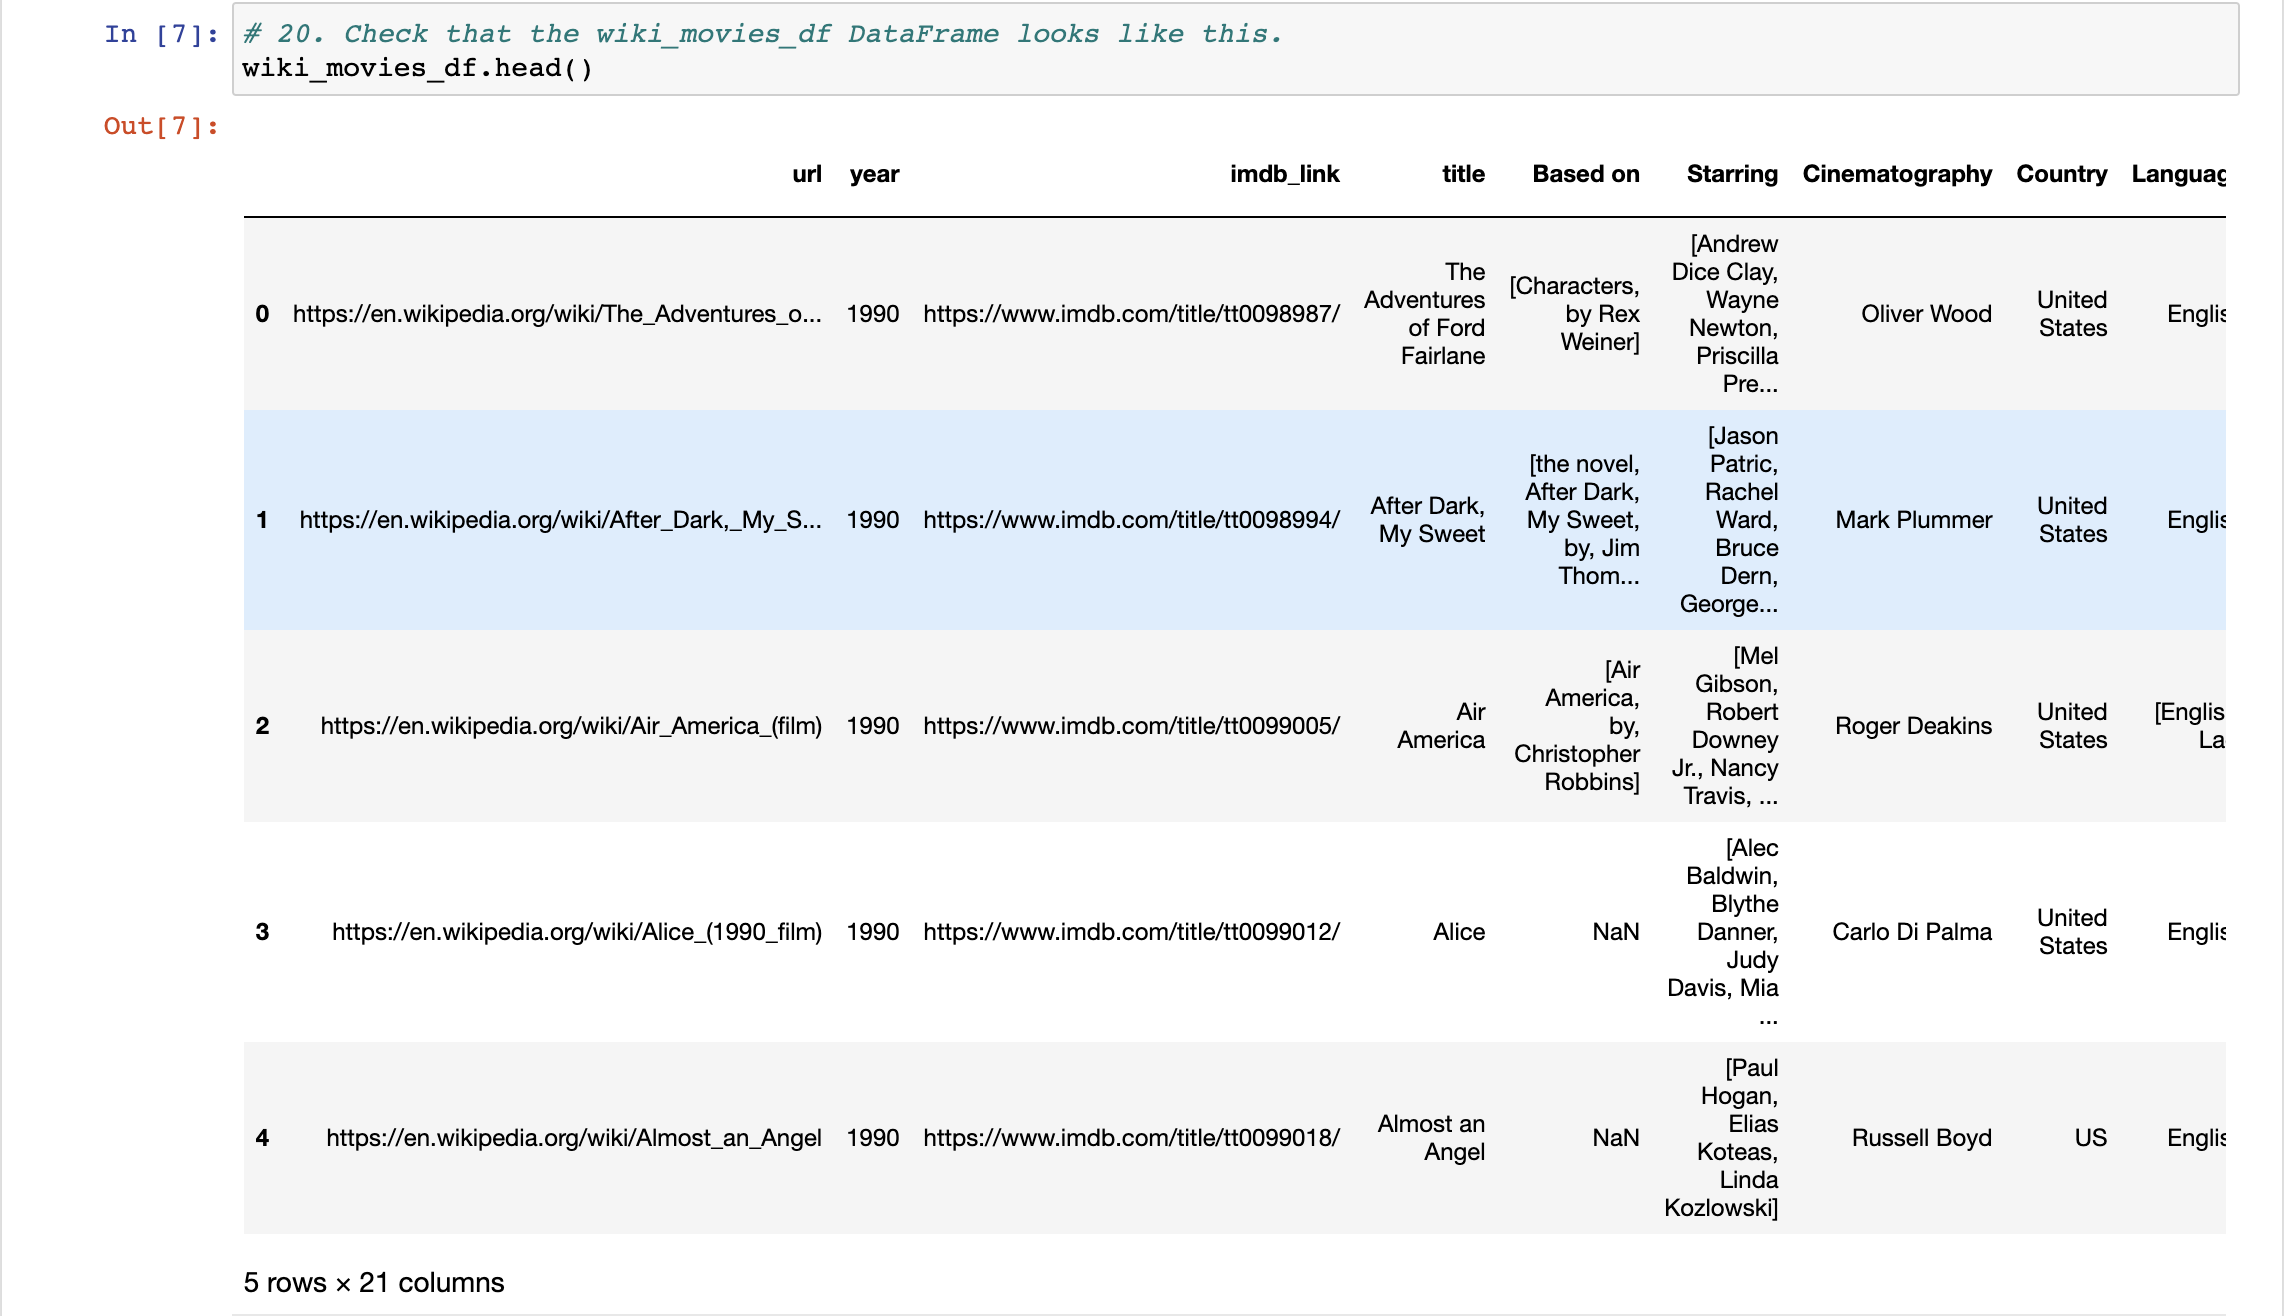 In [7]:
# 20. Check that the wiki_movies_df DataFrame looks like this.
wiki_movies_df.head()
Out[7]:
url year imdb_link title Based on Starring Cinematography Country Languag
0 https://en.wikipedia.org/wiki/The_Adventures_o... 1990 https://www.imdb.com/title/tt0098987/
The
Adventures
of Ford
Fairlane
[Characters,
by Rex
Weiner]
[Andrew
Dice Clay,
Wayne
Newton,
Priscilla
Pre...
Oliver Wood
United
States
Englis
1 https://en.wikipedia.org/wiki/After_Dark,_My_S... 1990 https://www.imdb.com/title/tt0098994/
After Dark,
My Sweet
[the novel,
After Dark,
My Sweet,
by, Jim
Thom...
[Jason
Patric,
Rachel
Ward,
Bruce
Dern,
George...
Mark Plummer
United
States
Englis
2 https://en.wikipedia.org/wiki/Air_America_(film) 1990 https://www.imdb.com/title/tt0099005/
Air
America
[Air
America,
by,
Christopher
Robbins]
[Mel
Gibson,
Robert
Downey
Jr., Nancy
Travis, ...
Roger Deakins
United
States
[Englis
La
3 https://en.wikipedia.org/wiki/Alice_(1990_film) 1990 https://www.imdb.com/title/tt0099012/
Alice
NaN
[Alec
Baldwin,
Blythe
Danner,
Judy
Davis, Mia
...
Carlo Di Palma
United
States
Englis
4 https://en.wikipedia.org/wiki/Almost_an_Angel 1990 https://www.imdb.com/title/tt0099018/
Almost an
Angel
NaN
[Paul
Hogan,
Elias
Koteas,
Linda
Kozlowski]
Russell Boyd
US
Englis
5 rows × 21 columns